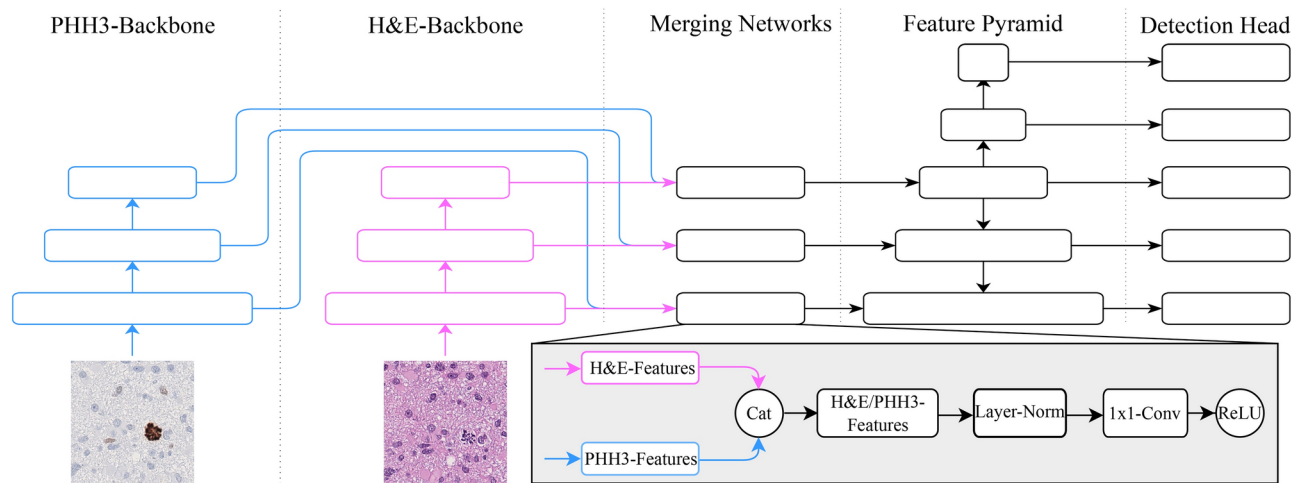 PHH3-Backbone
H&E-Backbone
Merging Networks
Feature Pyramid
Detection Head
H&E-Features
Cat
H&E/PHH3-
Features
Layer-Norm
1x1-Conv
ReLU
PHH3-Features